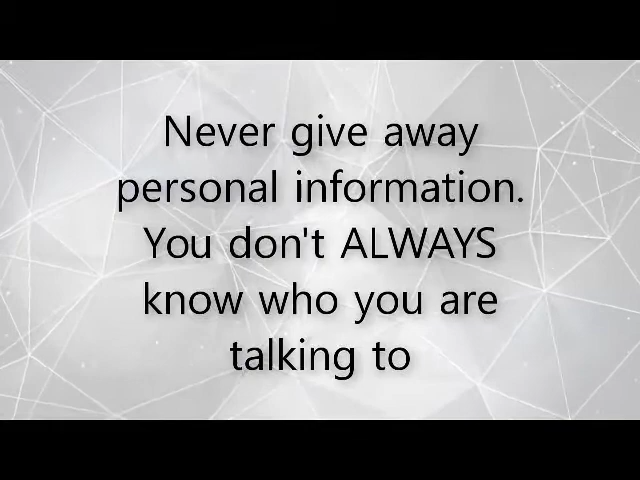 Never give away
personal information.
You don't ALWAYS
know who you are
talking to